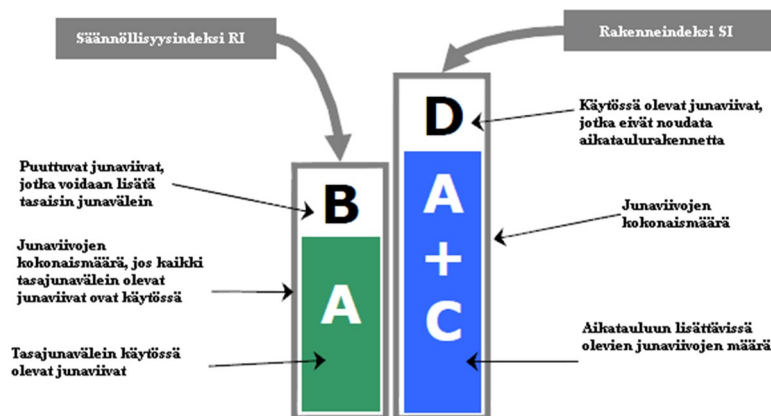 Säännöllisyysindeksi RI
Rakenneindeksi SI
D
Käytössä olevat junaviivat,
jotka eivät noudata
aikataulurakennetta
Puuttuvat junaviivat,
jotka voidaan lisätä
tasaisin junavälein
B
A
+
C
Junaviivojen
kokonaismäärä
Junaviivojen
kokonaismäärä, jos kaikki
tasajunavälein olevat
junaviivat ovat käytössä
A
Tasajunavälein käytössä
olevat junaviivat
Aikatauluun lisättävissä
olevien junaviivojen määrä